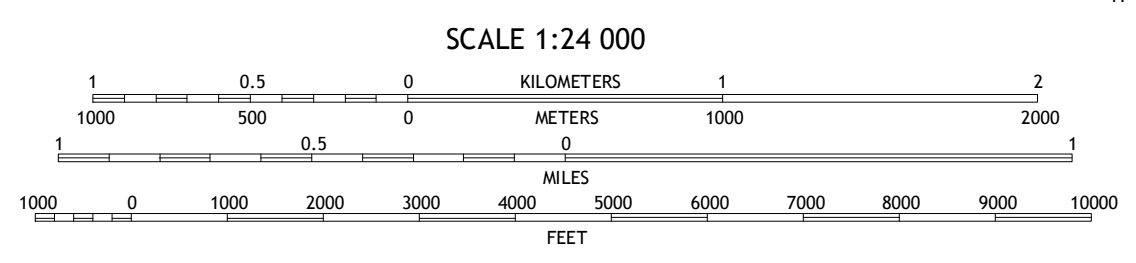 SCALE 1:24 000
1 0.5 0 KILOMETERS 1 2
1000 500 0 METERS 1000 2000
1 0.5 0 1
MILES
1000 0 1000 2000 3000 4000 5000 6000 7000 8000 9000 10000
FEET